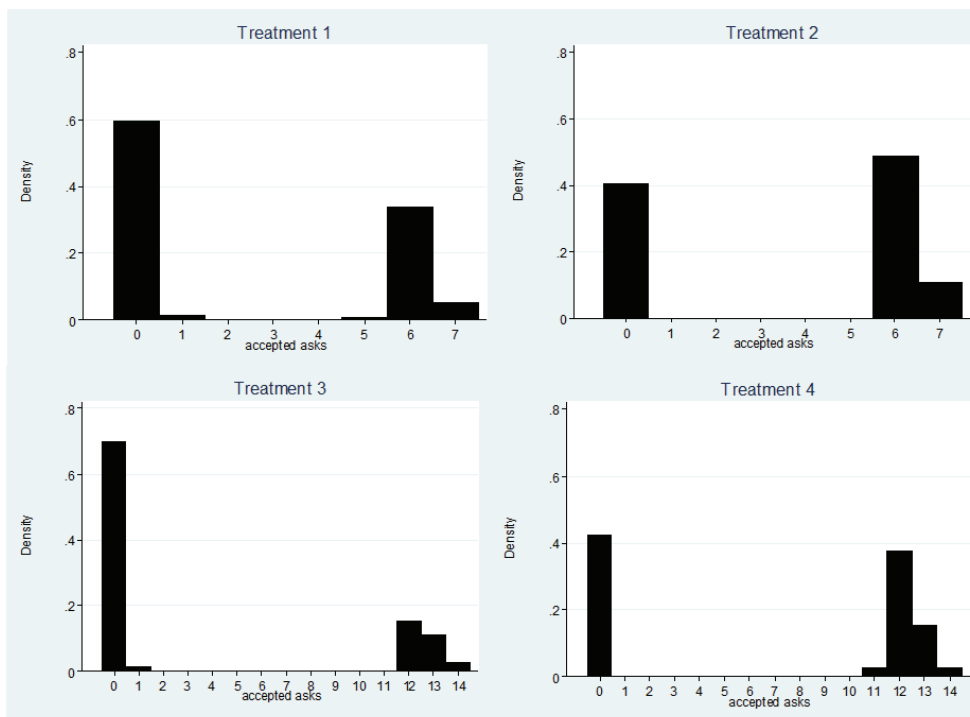 Treatment 1
.8
.6
.4
.2
0
Density
0 1 2 3 4 5 6 7
accepted asks
Treatment 2
.8
.6
.4
.2
0
Density
0 1 2 3 4 5 6 7
accepted asks
Treatment 3
.8
.6
.4
.2
0
Density
0 1 2 3 4 5 6 7 8 9 10 11 12 13 14
accepted asks
Treatment 4
.8
.6
.4
.2
0
Density
0 1 2 3 4 5 6 7 8 9 10 11 12 13 14
accepted asks